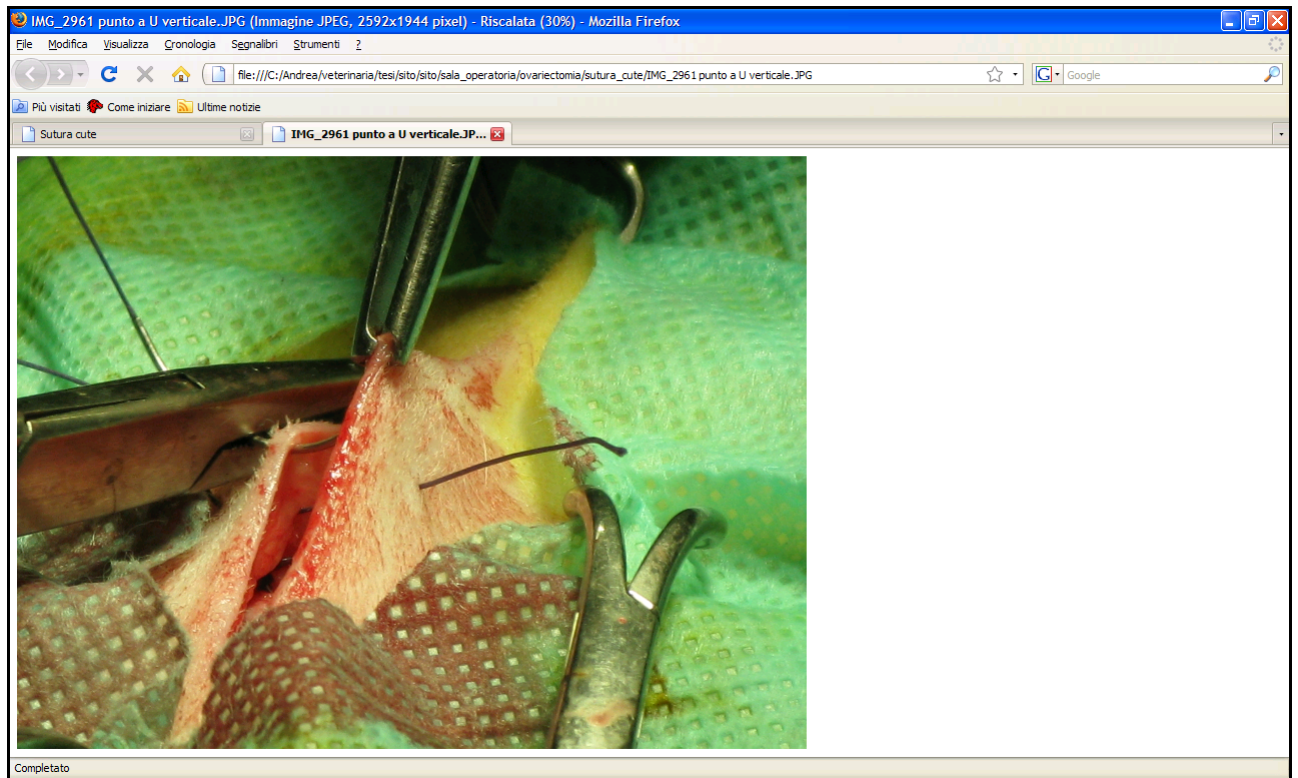 IMG_2961 punto a U verticale.JPG (Immagine JPEG, 2592x1944 pixel) - Riscalata (30%) - Mozilla Firefox
File Modifica Visualizza Cronologia Segnalibri Strumenti ?
file:///C:/Andrea/veterinaria/tesi/sito/sito/sala_operatoria/ovariectomia/sutura_cute/IMG_2961 punto a U verticale.JPG G Google
Più visitati Come iniziare Ultime notizie
Sutura cute IMG_2961 punto a U verticale.JP...
Completato